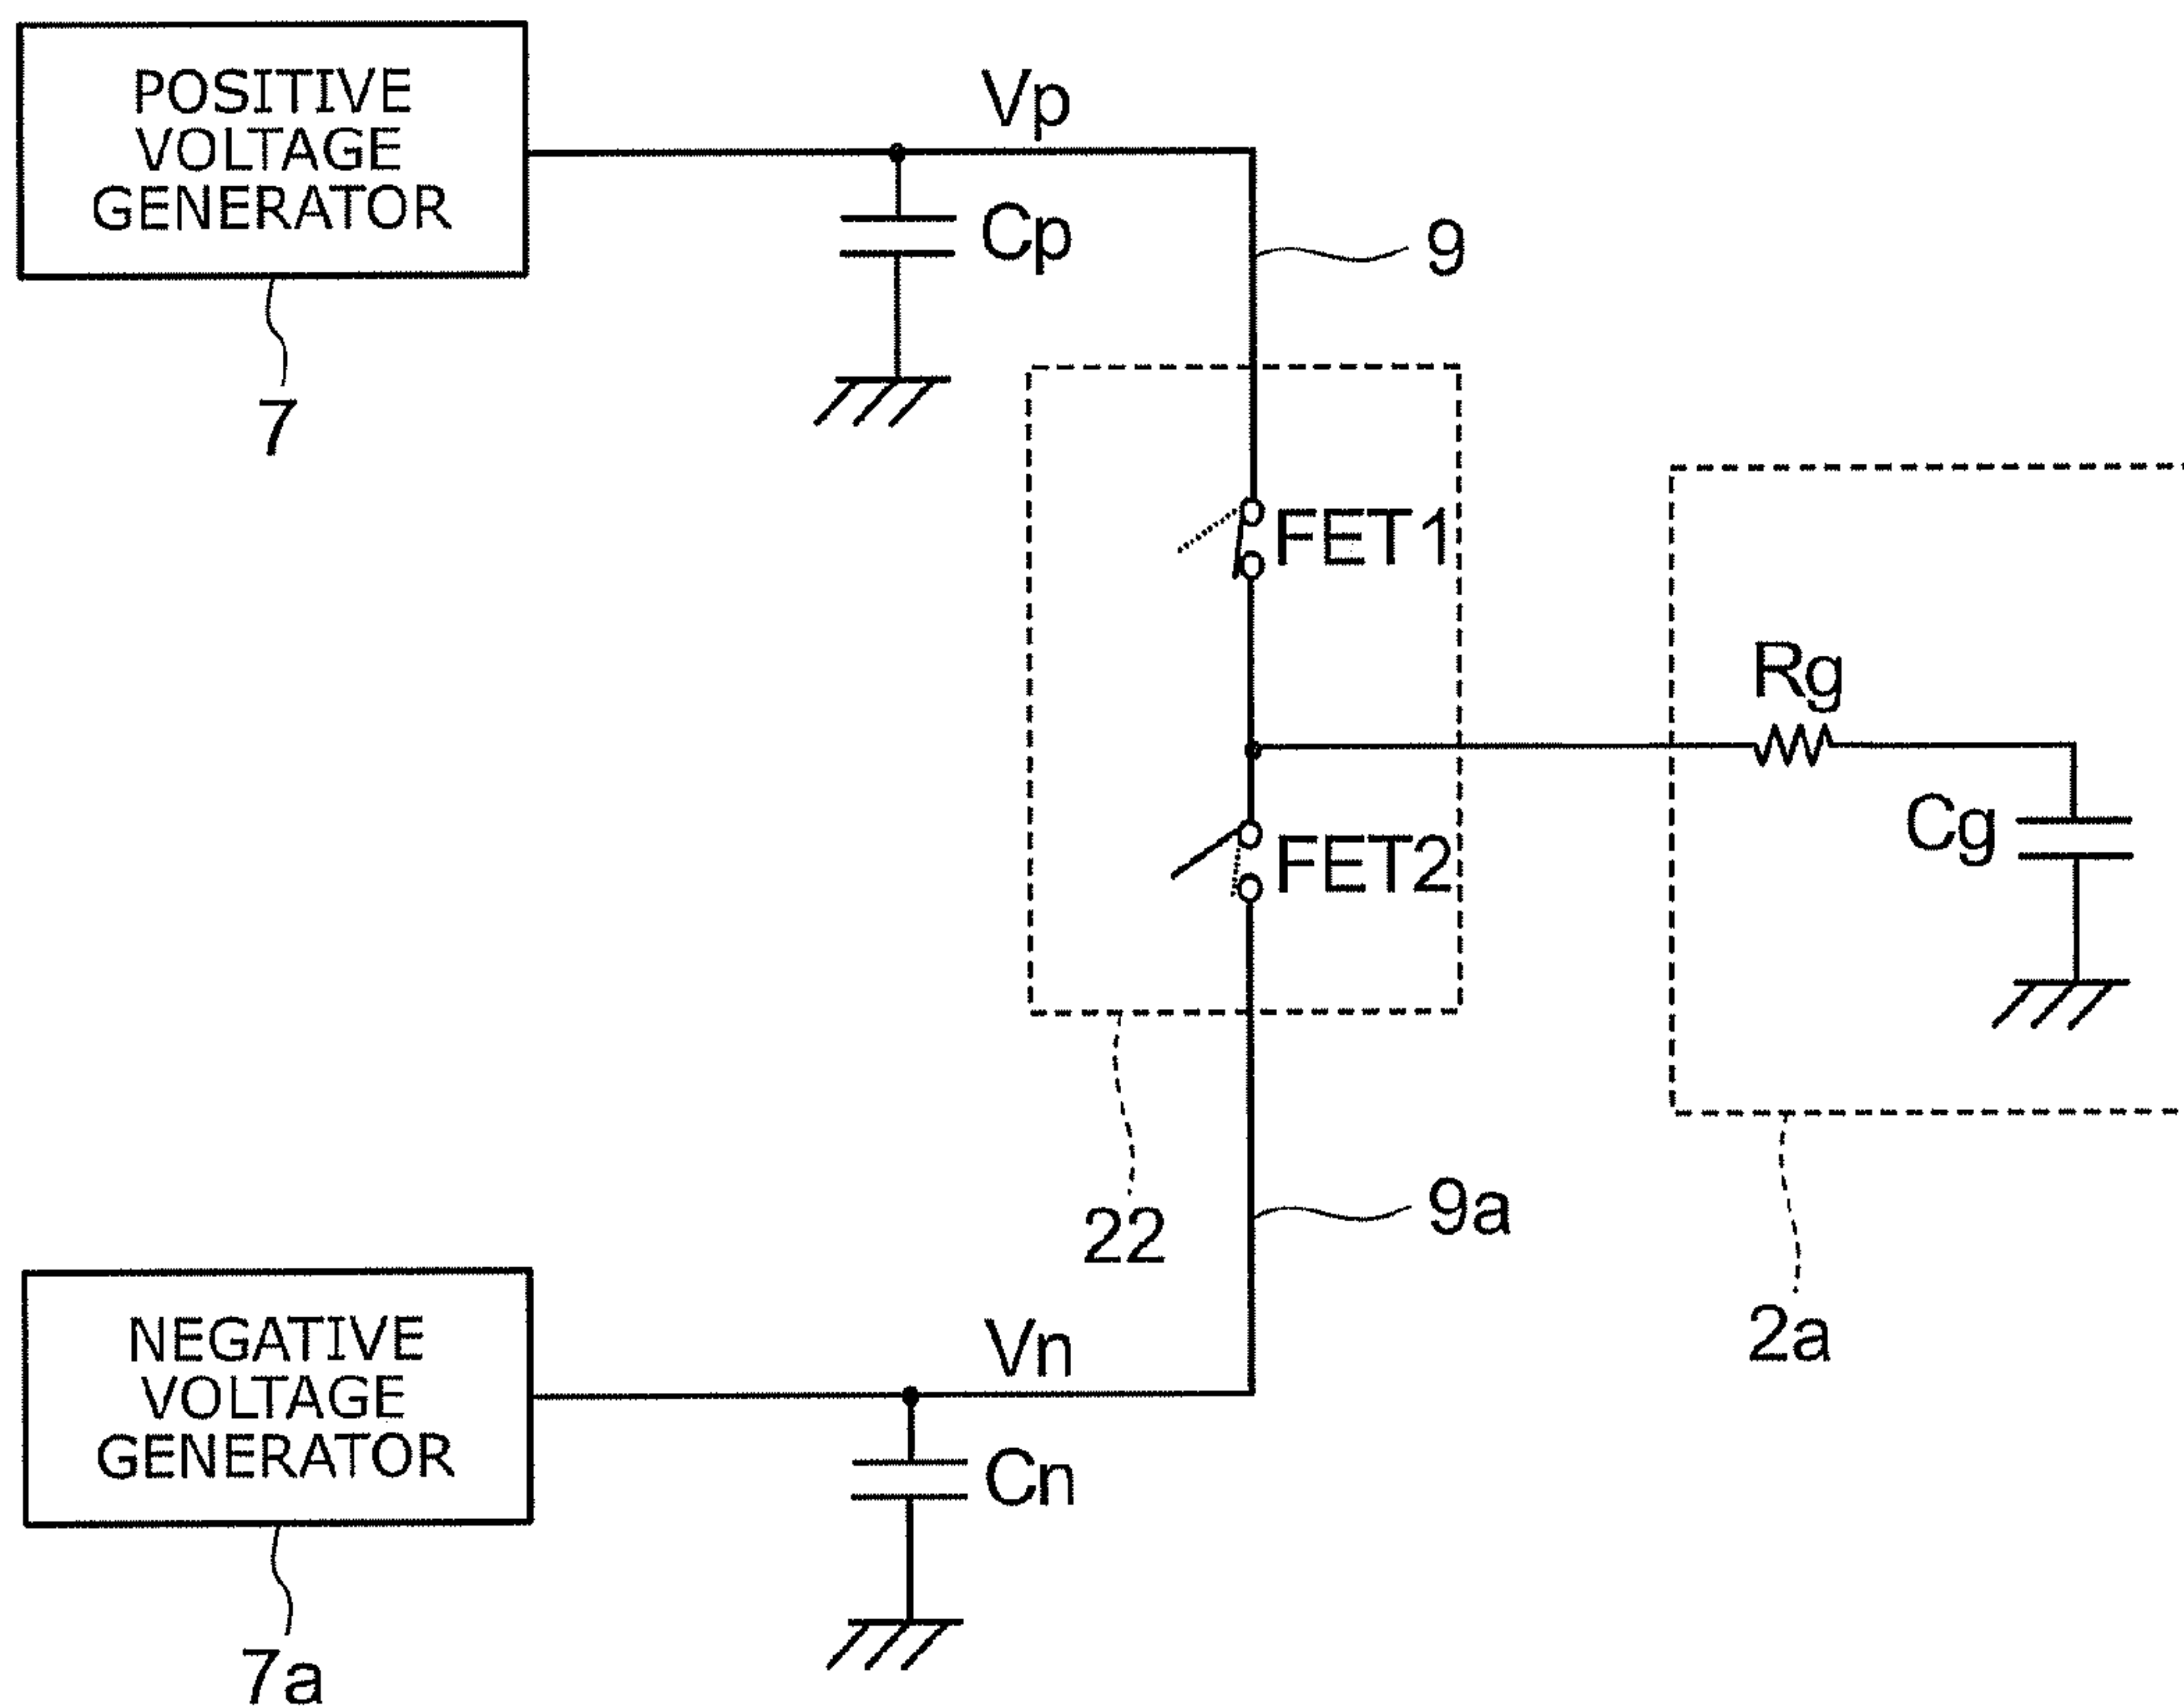 POSITIVE
VOLTAGE
GENERATOR
7
Vp
Cp
9
FET1
Rg
Cg
FET2
22
9a
2a
NEGATIVE
VOLTAGE
GENERATOR
7a
Vn
Cn